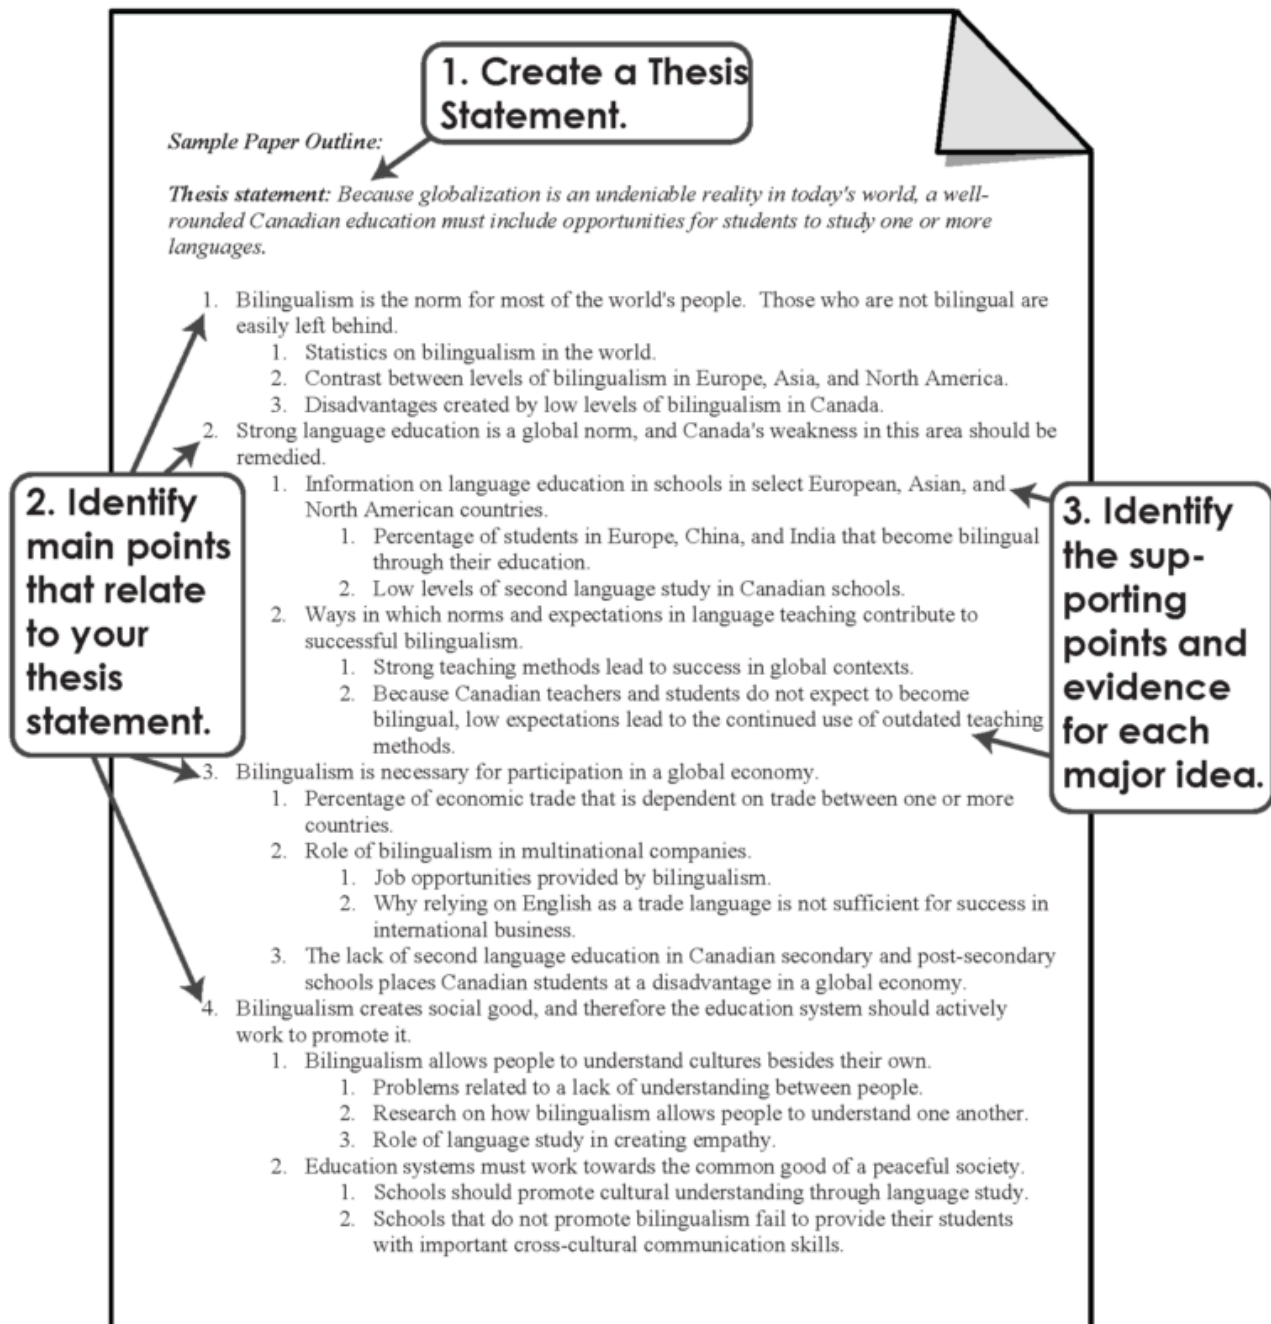 1. Create a Thesis
Statement.
Sample Paper Outline:
Thesis statement: Because globalization is an undeniable reality in today's world, a well-
rounded Canadian education must include opportunities for students to study one or more
languages.
1. Bilingualism is the norm for most of the world's people. Those who are not bilingual are
easily left behind.
1. Statistics on bilingualism in the world.
2. Contrast between levels of bilingualism in Europe, Asia, and North America.
3. Disadvantages created by low levels of bilingualism in Canada.
2. Strong language education is a global norm, and Canada's weakness in this area should be
remedied.
1. Information on language education in schools in select European, Asian, and
North American countries.
1. Percentage of students in Europe, China, and India that become bilingual
through their education.
2. Low levels of second language study in Canadian schools.
2. Ways in which norms and expectations in language teaching contribute to
successful bilingualism.
1. Strong teaching methods lead to success in global contexts.
2. Because Canadian teachers and students do not expect to become
bilingual, low expectations lead to the continued use of outdated teaching
methods.
3. Bilingualism is necessary for participation in a global economy.
1. Percentage of economic trade that is dependent on trade between one or more
countries.
2. Role of bilingualism in multinational companies.
1. Job opportunities provided by bilingualism.
2. Why relying on English as a trade language is not sufficient for success in
international business.
3. The lack of second language education in Canadian secondary and post-secondary
schools places Canadian students at a disadvantage in a global economy.
4. Bilingualism creates social good, and therefore the education system should actively
work to promote it.
1. Bilingualism allows people to understand cultures besides their own.
1. Problems related to a lack of understanding between people.
2. Research on how bilingualism allows people to understand one another.
3. Role of language study in creating empathy.
2. Education systems must work towards the common good of a peaceful society.
1. Schools should promote cultural understanding through language study.
2. Schools that do not promote bilingualism fail to provide their students
with important cross-cultural communication skills.
2. Identify
main points
that relate
to your
thesis
statement.
3. Identify
the sup-
porting
points and
evidence
for each
major idea.